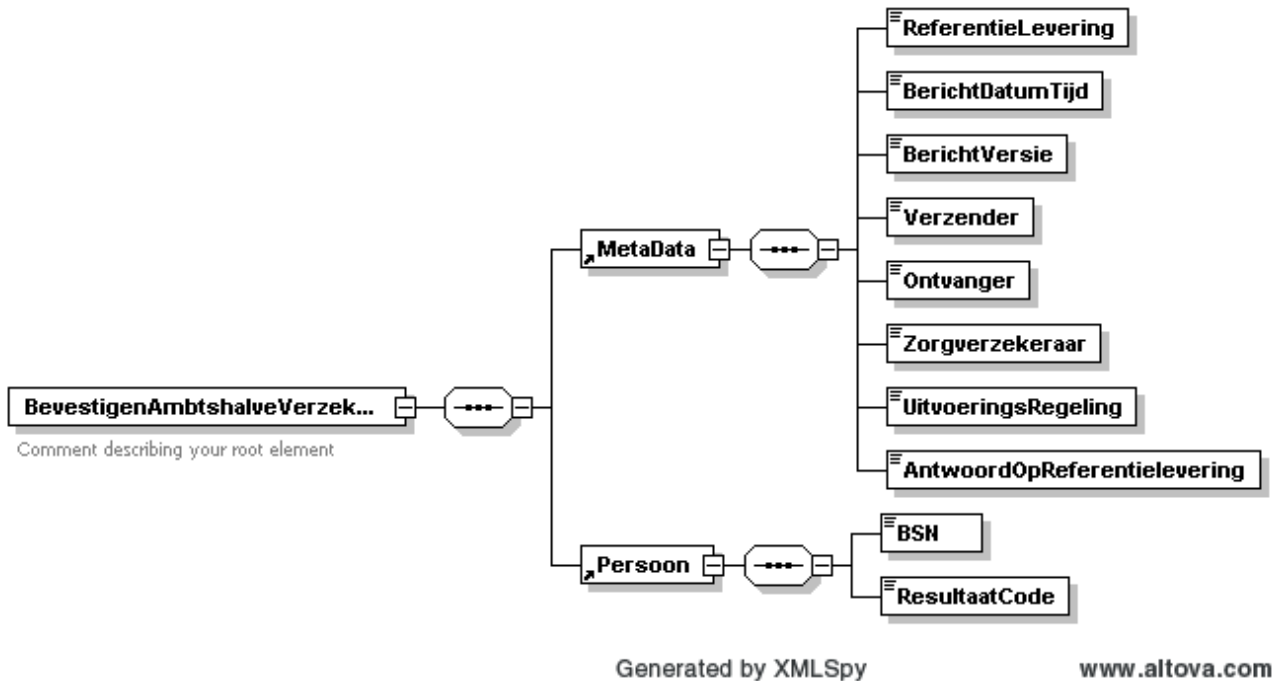 ReferentieLevering
BerichtDatumTijd
BerichtVersie
Verzender
MetaData
Ontvanger
Zorgverzekeraar
UitvoeringsRegeling
BevestigenAmbtshalveVerzek...
Comment describing your root element
AntwoordOpReferentielevering
BSN
Persoon
ResultaatCode
Generated by XMLSpy
www.altova.com